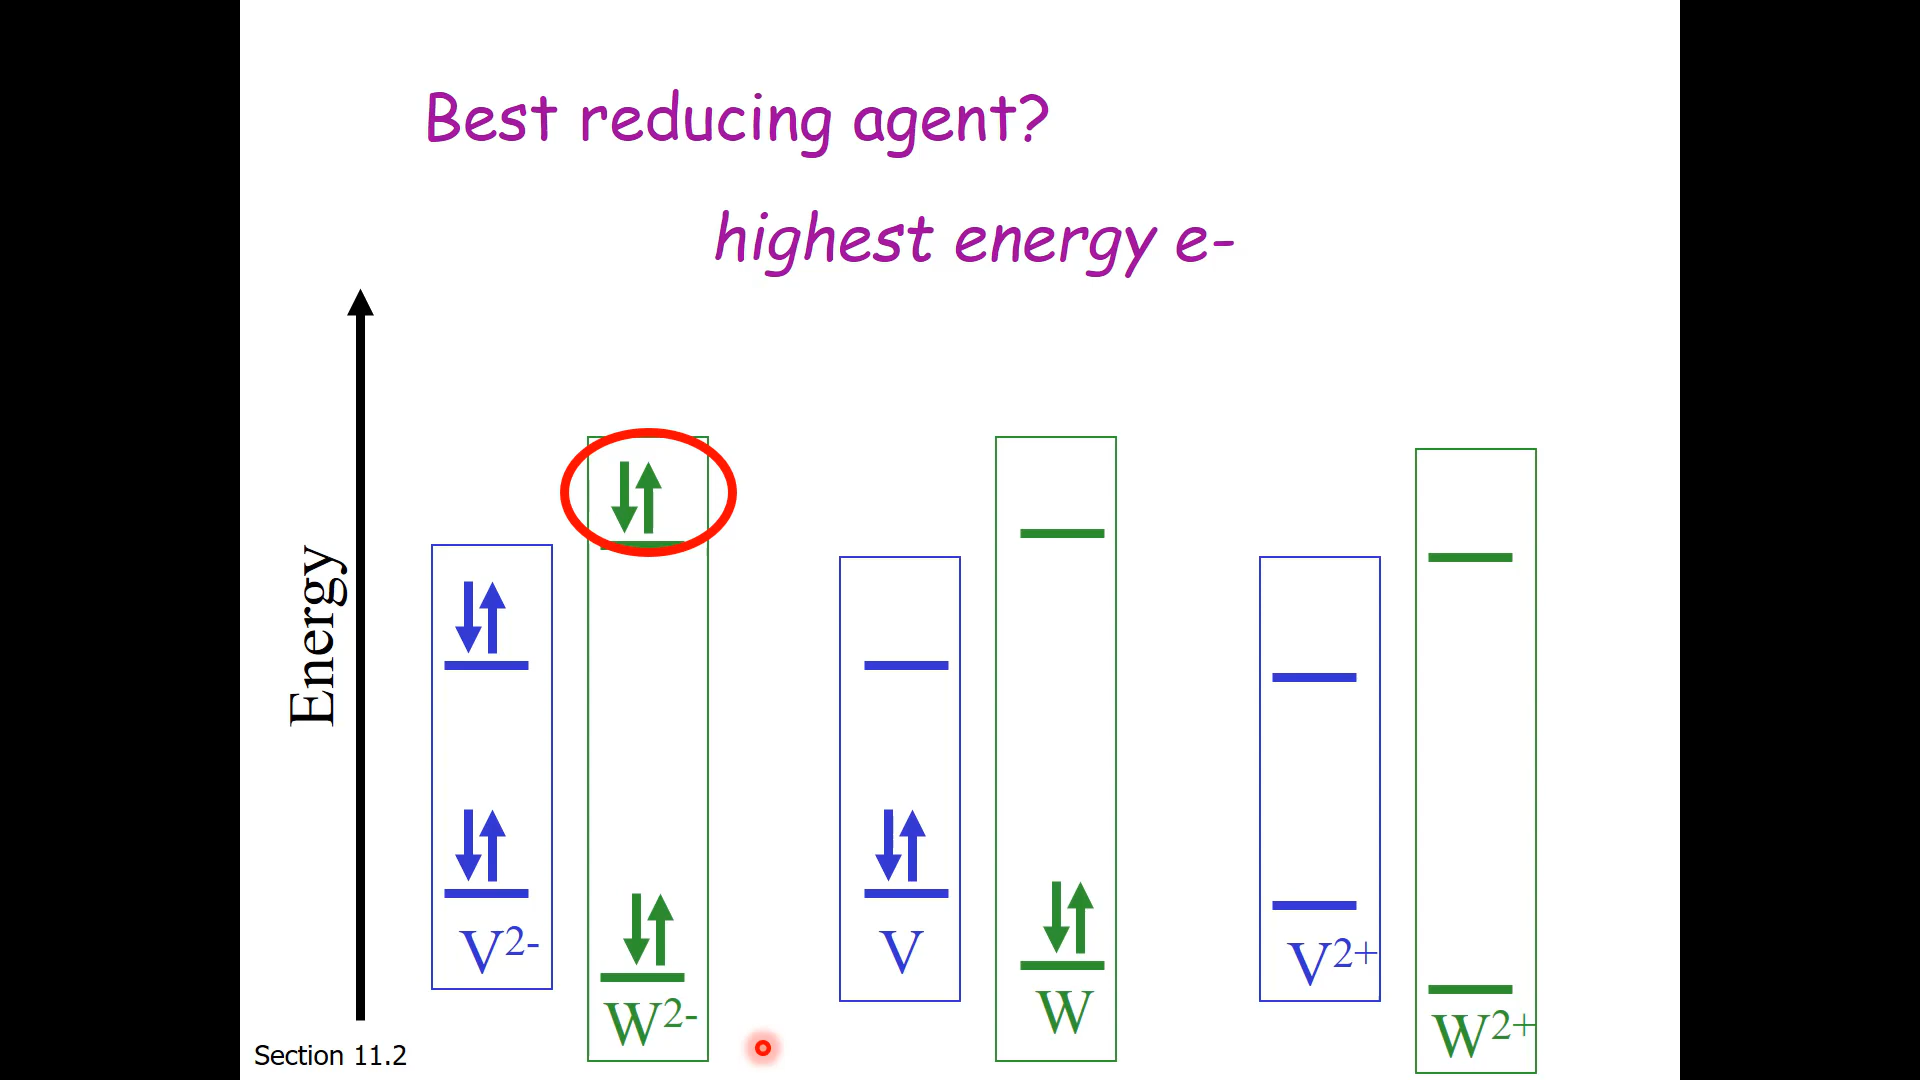 Best reducing agent?
highest energy e-
Energy
V2-
W2-
V
W
V2+
W2+
Section 11.2